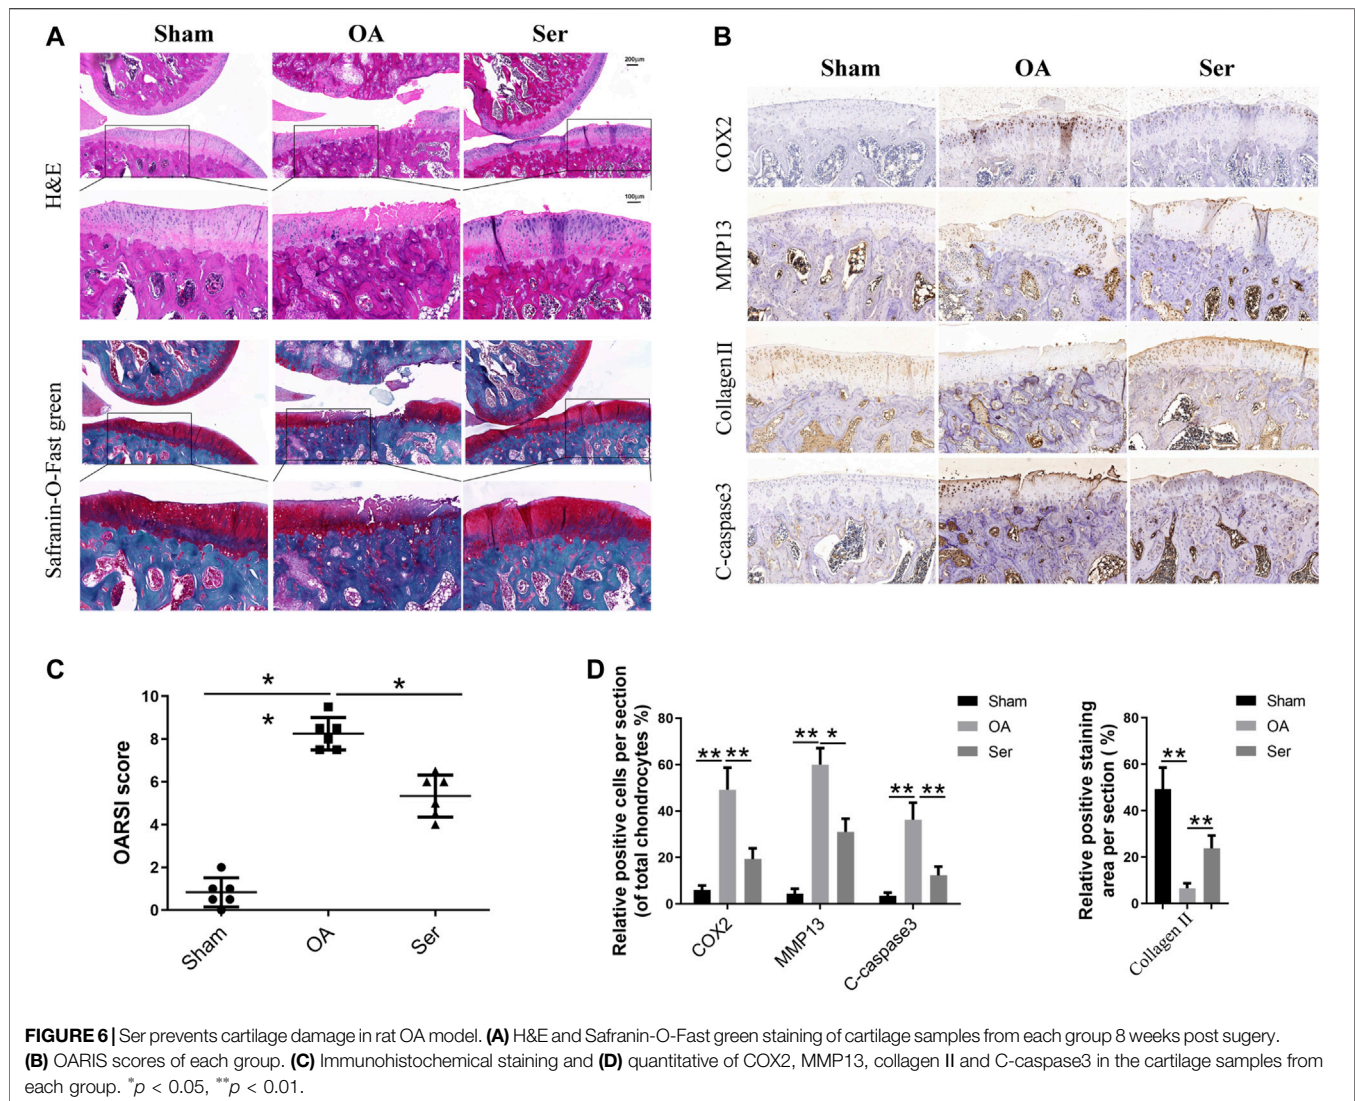 A
Sham
OA
Ser
200μm
H&E
100μm
Safranin-O-Fast green
B
Sham
OA
Ser
COX2
MMP13
Collagen II
C-caspase3
C
OARSI score
10
8
6
4
2
0
*
*
*
Sham
OA
Ser
D
Relative positive cells per section
(of total chondrocytes %)
80
60
40
20
0
** **
** *
** **
COX2
MMP13
C-caspase3
Sham
OA
Ser
Relative positive staining
area per section ( %)
80
60
40
20
0
**
**
Collagen II
Sham
OA
Ser
FIGURE 6 | Ser prevents cartilage damage in rat OA model. (A) H&E and Safranin-O-Fast green staining of cartilage samples from each group 8 weeks post sugery.
(B) OARIS scores of each group. (C) Immunohistochemical staining and (D) quantitative of COX2, MMP13, collagen II and C-caspase3 in the cartilage samples from
each group. *p < 0.05, **p < 0.01.